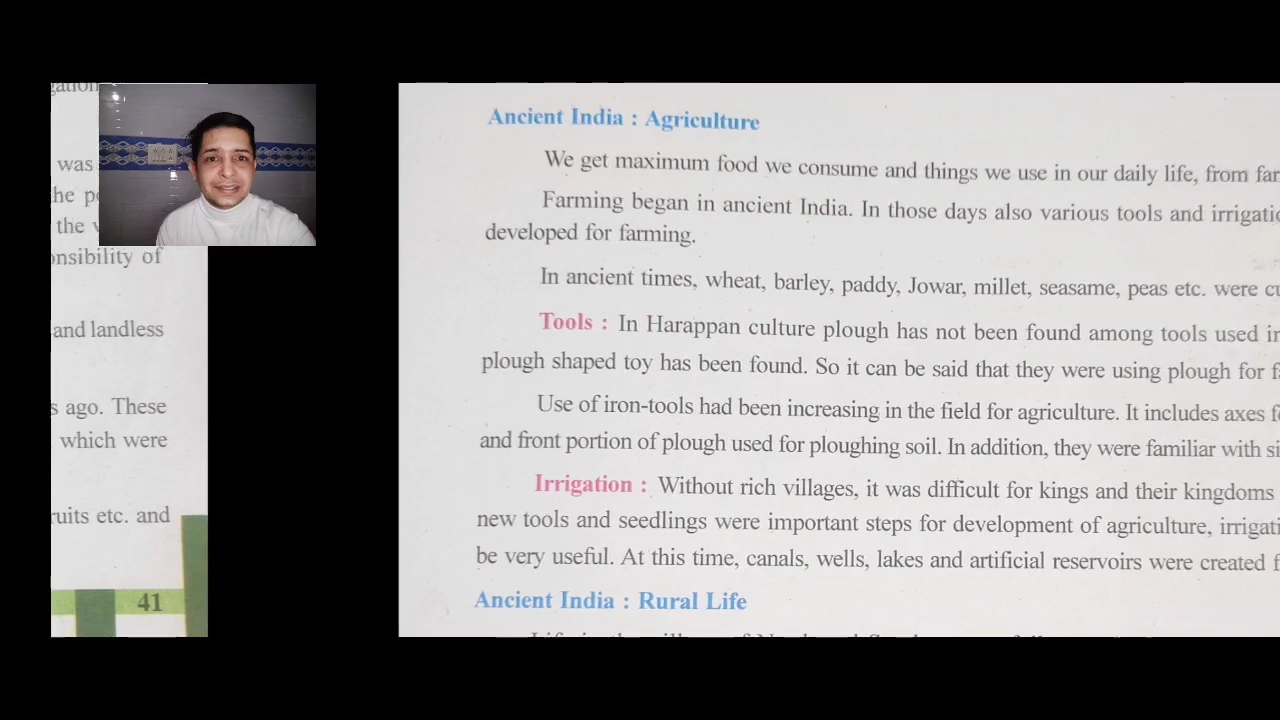 was
the
the
onsibility of
and landless
s ago. These
which were
ruits etc. and
41
Ancient India : Agriculture
We get maximum food we consume and things we use in our daily life, from far
Farming began in ancient India. In those days also various tools and irrigatio
developed for farming.
In ancient times, wheat, barley, paddy, Jowar, millet, seasame, peas etc. were cu
Tools : In Harappan culture plough has not been found among tools used in
plough shaped toy has been found. So it can be said that they were using plough for f
Use of iron-tools had been increasing in the field for agriculture. It includes axes f
and front portion of plough used for ploughing soil. In addition, they were familiar with si
Irrigation : Without rich villages, it was difficult for kings and their kingdoms
new tools and seedlings were important steps for development of agriculture, irrigati
be very useful. At this time, canals, wells, lakes and artificial reservoirs were created f
Ancient India : Rural Life